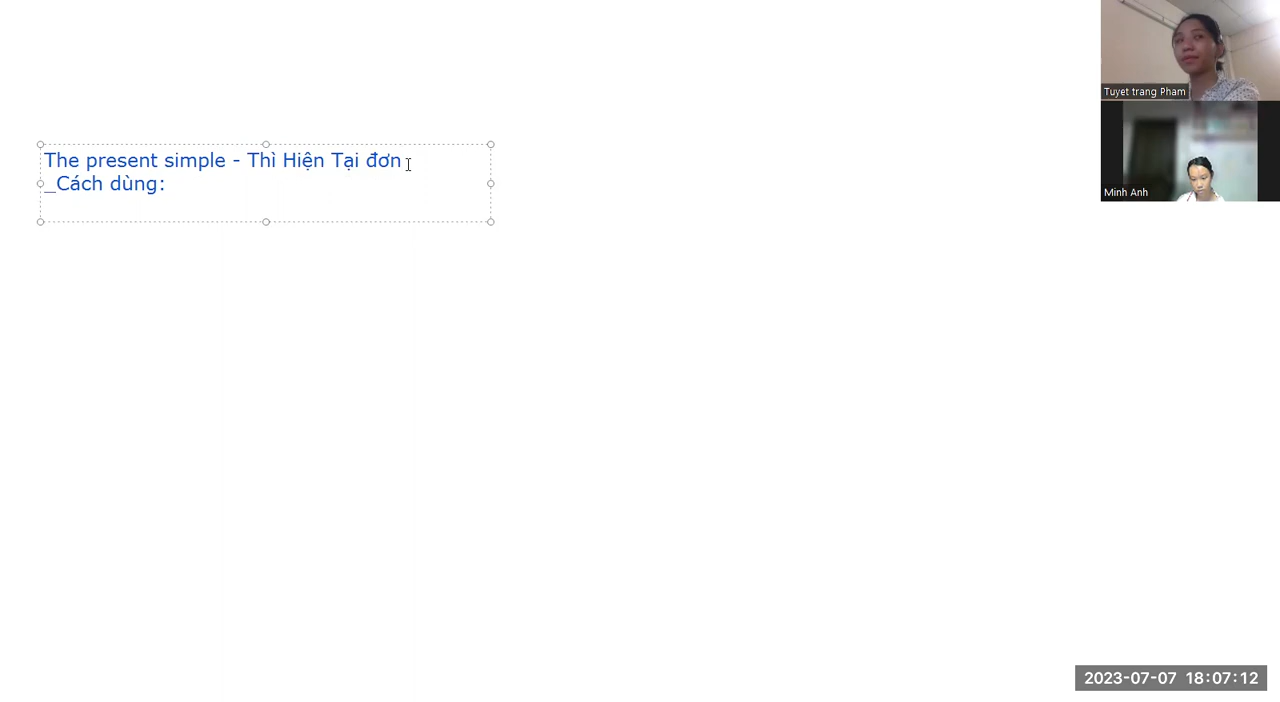 The present simple - Thì Hiện Tại đơn
_Cách dùng:
Tuyet trang Pham
Minh Anh
2023-07-07 18:07:12